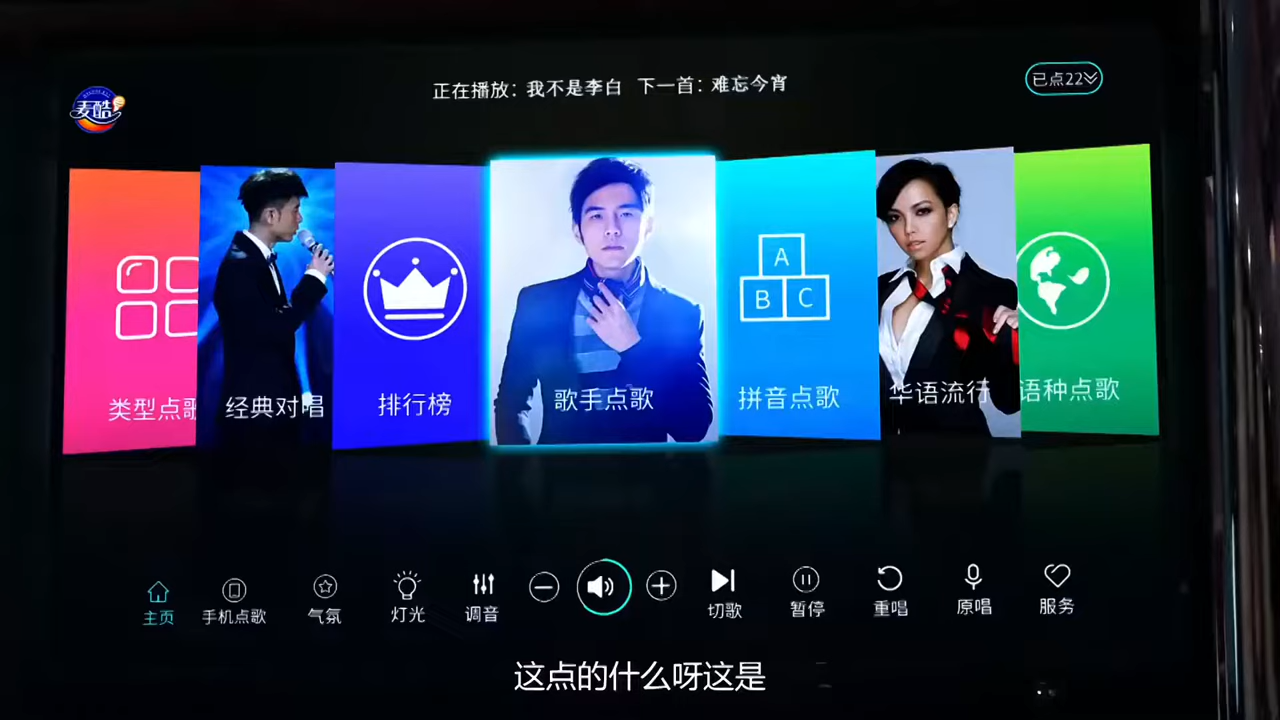 正在播放：我不是李白 下一首：难忘今宵
已点22
麦酷
A
B C
类型点歌
经典对唱
排行榜
歌手点歌
拼音点歌
华语流行
语种点歌
主页
手机点歌
气氛
灯光
调音
切歌
暂停
重唱
原唱
服务
这点的什么呀这是